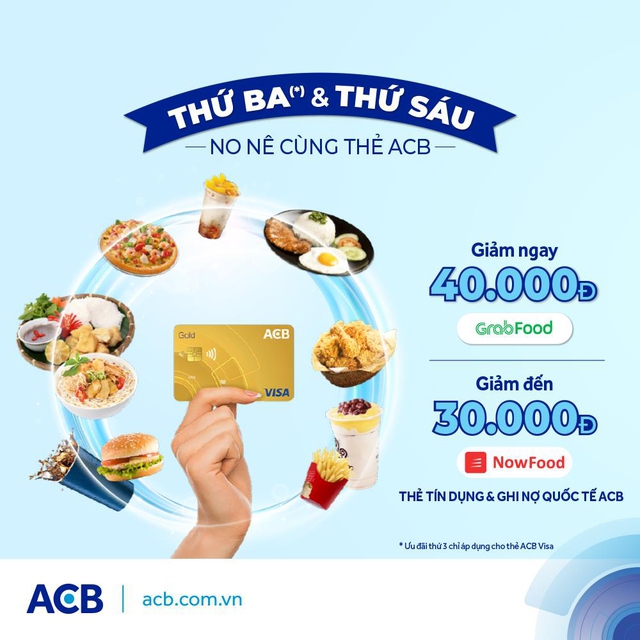 THỨ BA(*) & THỨ SÁU
NO NÊ CÙNG THẺ ACB
Gold
ACB
VISA
Giảm ngay
40.000Đ
GrabFood
Giảm đến
30.000Đ
NowFood
THẺ TÍN DỤNG & GHI NỢ QUỐC TẾ ACB
* Ưu đãi thứ 3 chỉ áp dụng cho thẻ ACB Visa
ACB | acb.com.vn